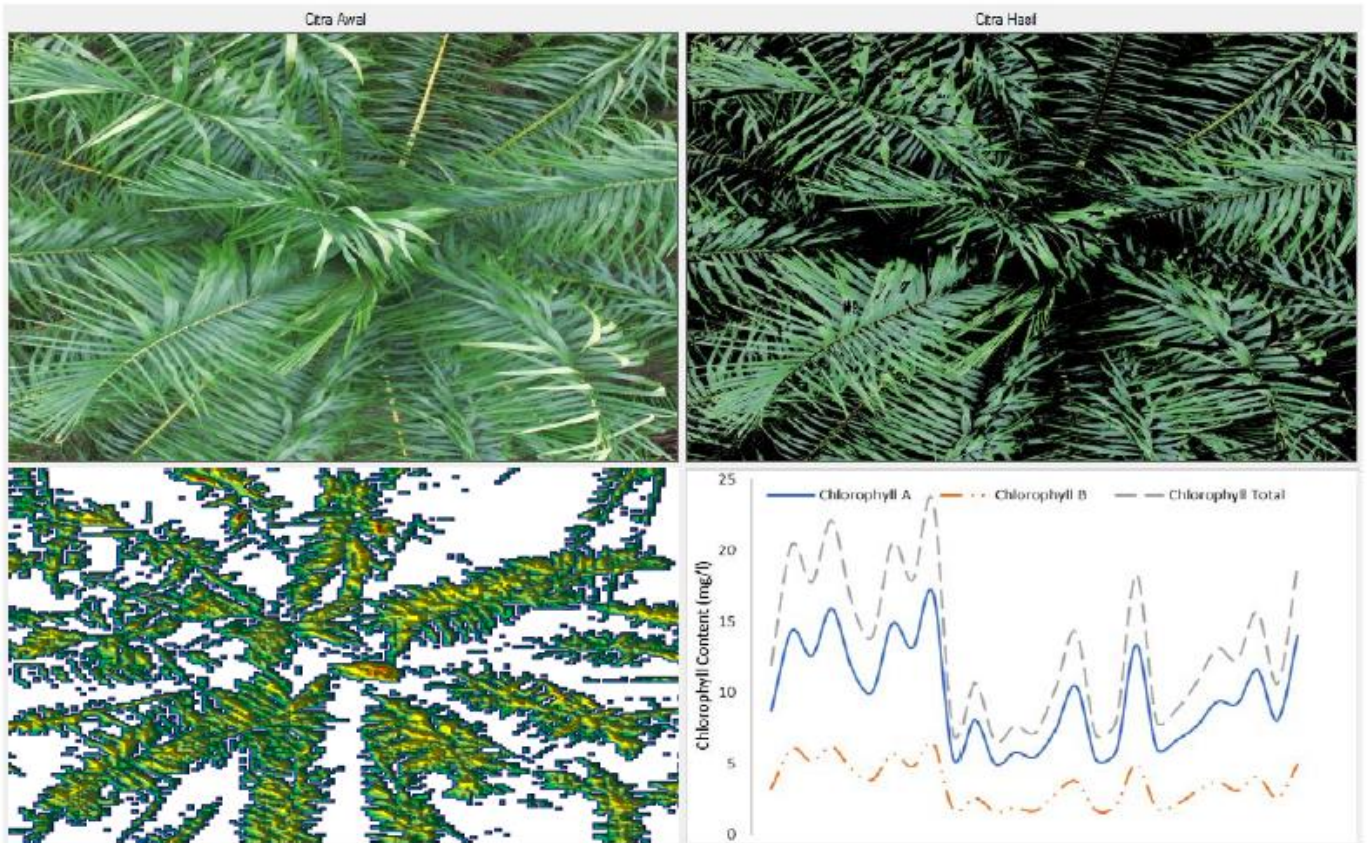 Citra Awal
Citra Hasil
25
Chlorophyll A
Chlorophyll B
Chlorophyll Total
20
15
10
5
0
Chlorophyll Content (mg/l)